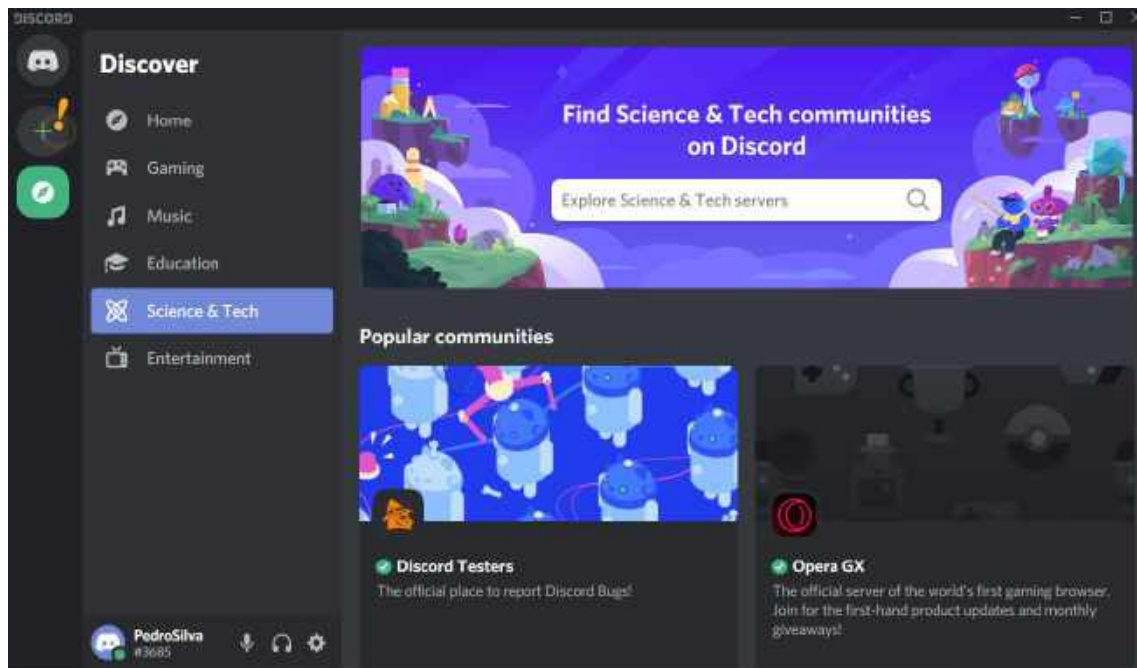 DISCORD
Discover
Home
Gaming
Music
Education
Science & Tech
Entertainment
PedroSilva
#3685
Find Science & Tech communities
on Discord
Explore Science & Tech servers
Popular communities
Discord Testers
The official place to report Discord Bugs!
Opera GX
The official server of the world's first gaming browser.
Join for the first-hand product updates and monthly
giveaways!